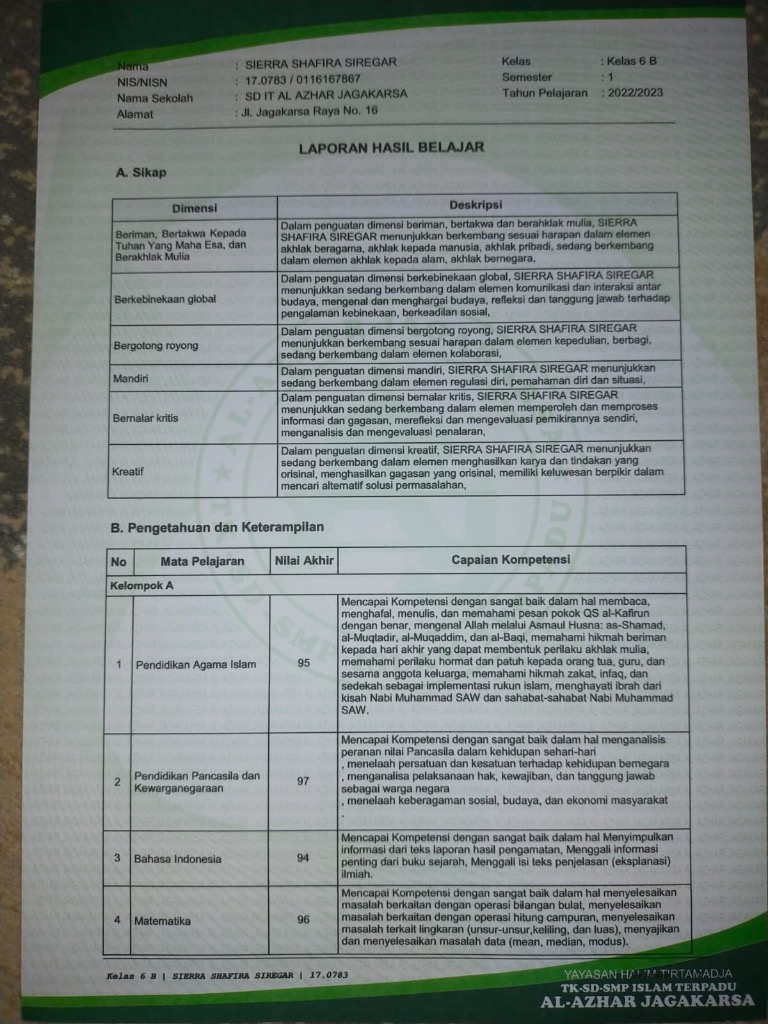 Nama : SIERRA SHAFIRA SIREGAR
NIS/NISN : 17.0783 / 0116167867
Nama Sekolah : SD IT AL AZHAR JAGAKARSA
Alamat : Jl. Jagakarsa Raya No. 16
Kelas : Kelas 6 B
Semester : 1
Tahun Pelajaran : 2022/2023
LAPORAN HASIL BELAJAR
A. Sikap
Dimensi
Deskripsi
Beriman, Bertakwa Kepada
Tuhan Yang Maha Esa, dan
Berakhlak Mulia
Dalam penguatan dimensi beriman, bertakwa dan berahklak mulia, SIERRA
SHAFIRA SIREGAR menunjukkan berkembang sesuai harapan dalam elemen
akhlak beragama, akhlak kepada manusia, akhlak pribadi, sedang berkembang
dalam elemen akhlak kepada alam, akhlak bernegara,
Berkebinekaan global
Dalam penguatan dimensi berkebinekaan global, SIERRA SHAFIRA SIREGAR
menunjukkan sedang berkembang dalam elemen komunikasi dan interaksi antar
budaya, mengenal dan menghargai budaya, refleksi dan tanggung jawab terhadap
pengalaman kebinekaan, berkeadilan sosial,
Bergotong royong
Dalam penguatan dimensi bergotong royong, SIERRA SHAFIRA SIREGAR
menunjukkan berkembang sesuai harapan dalam elemen kepedulian, berbagi,
sedang berkembang dalam elemen kolaborasi,
Mandiri
Dalam penguatan dimensi mandiri, SIERRA SHAFIRA SIREGAR menunjukkan
sedang berkembang dalam elemen regulasi diri, pemahaman diri dan situasi,
Bernalar kritis
Dalam penguatan dimensi bernalar kritis, SIERRA SHAFIRA SIREGAR
menunjukkan sedang berkembang dalam elemen memperoleh dan memproses
informasi dan gagasan, merefleksi dan mengevaluasi pemikirannya sendiri,
menganalisis dan mengevaluasi penalaran,
Kreatif
Dalam penguatan dimensi kreatif, SIERRA SHAFIRA SIREGAR menunjukkan
sedang berkembang dalam elemen menghasilkan karya dan tindakan yang
orisinal, menghasilkan gagasan yang orisinal, memiliki keluwesan berpikir dalam
mencari alternatif solusi permasalahan,
B. Pengetahuan dan Keterampilan
No
Mata Pelajaran
Nilai Akhir
Capaian Kompetensi
Kelompok A
1
Pendidikan Agama Islam
95
Mencapai Kompetensi dengan sangat baik dalam hal membaca,
menghafal, menulis, dan memahami pesan pokok QS al-Kafirun
dengan benar, mengenal Allah melalui Asmaul Husna: as-Shamad,
al-Muqtadir, al-Muqaddim, dan al-Baqi, memahami hikmah beriman
kepada hari akhir yang dapat membentuk perilaku akhlak mulia,
memahami perilaku hormat dan patuh kepada orang tua, guru, dan
sesama anggota keluarga, memahami hikmah zakat, infaq, dan
sedekah sebagai implementasi rukun islam, menghayati ibrah dari
kisah Nabi Muhammad SAW dan sahabat-sahabat Nabi Muhammad
SAW.
2
Pendidikan Pancasila dan
Kewarganegaraan
97
Mencapai Kompetensi dengan sangat baik dalam hal menganalisis
peranan nilai Pancasila dalam kehidupan sehari-hari
, menelaah persatuan dan kesatuan terhadap kehidupan bernegara
, menganalisa pelaksanaan hak, kewajiban, dan tanggung jawab
sebagai warga negara
, menelaah keberagaman sosial, budaya, dan ekonomi masyarakat
.
3
Bahasa Indonesia
94
Mencapai Kompetensi dengan sangat baik dalam hal Menyimpulkan
informasi dari teks laporan hasil pengamatan, Menggali informasi
penting dari buku sejarah, Menggali isi teks penjelasan (eksplanasi)
ilmiah.
4
Matematika
96
Mencapai Kompetensi dengan sangat baik dalam hal menyelesaikan
masalah berkaitan dengan operasi bilangan bulat, menyelesaikan
masalah berkaitan dengan operasi hitung campuran, menyelesaikan
masalah terkait lingkaran (unsur-unsur,keliling, dan luas), menyajikan
dan menyelesaikan masalah data (mean, median, modus).
Kelas 6 B | SIERRA SHAFIRA SIREGAR | 17.0783
YAYASAN HAKIM TIRTAMADJA
TK-SD-SMP ISLAM TERPADU
AL-AZHAR JAGAKARSA